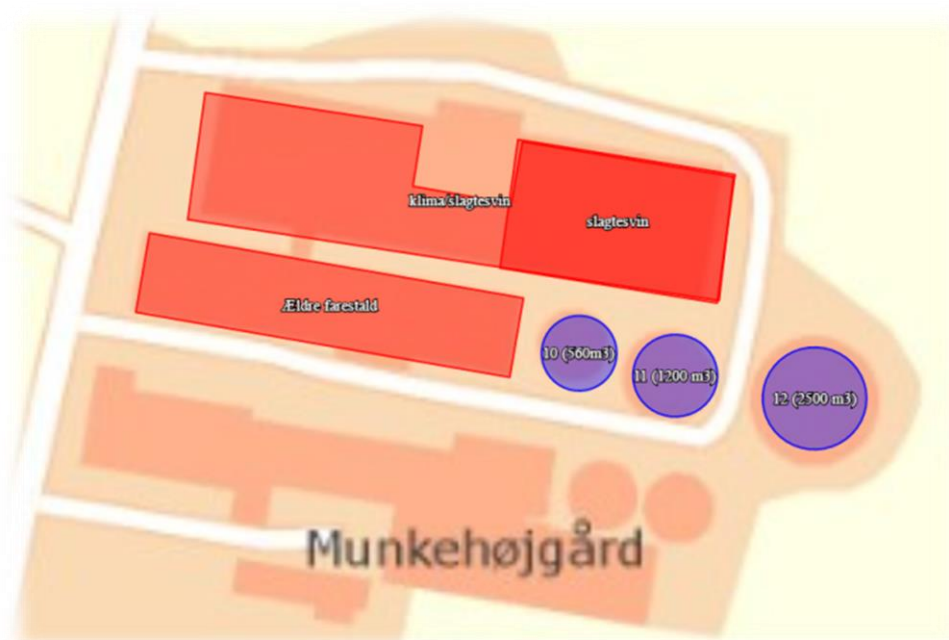 klima/slagtesvin
slagtesvin
Ældre farestald
10 (560m3)
11 (1200 m3)
12 (2500 m3)
Munkehøjgård